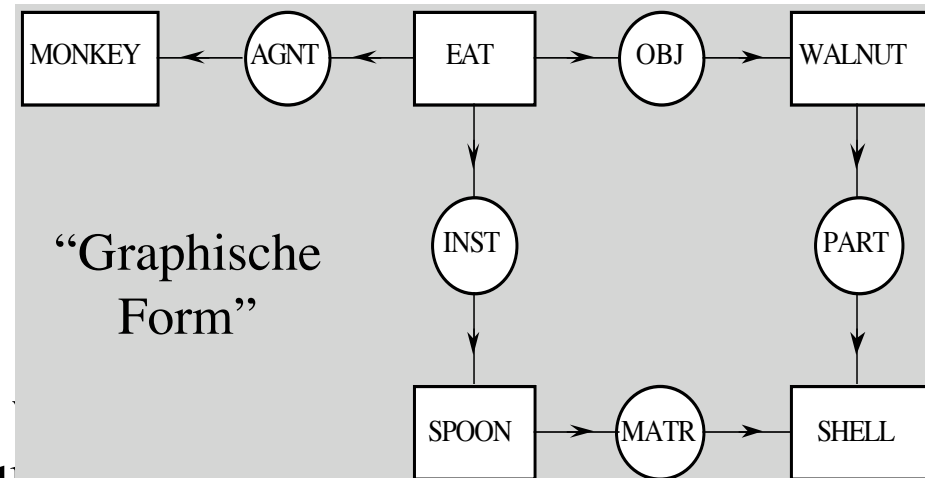 MONKEY AGNT EAT OBJ WALNUT
“Graphische
Form”
INST PART
SPOON MATR SHELL